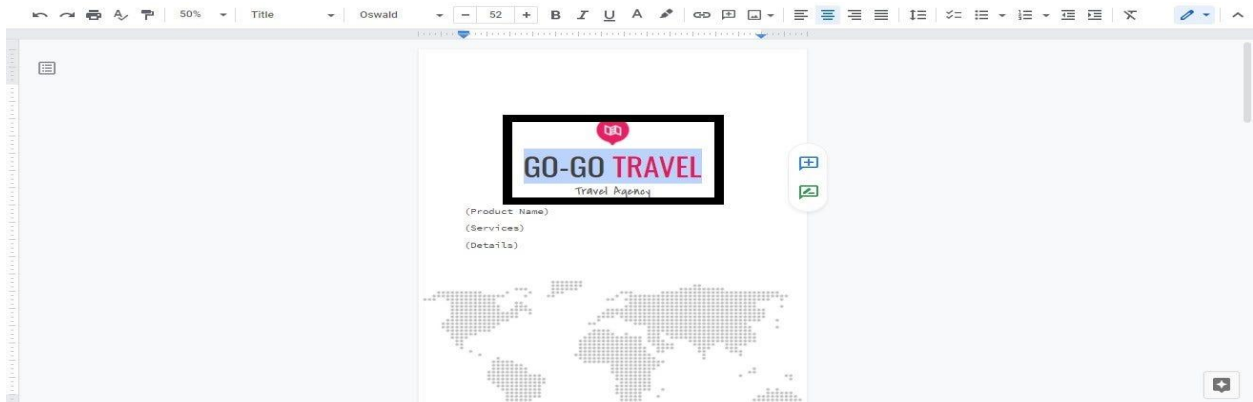 50% Title Oswald 52 B I U A
GO-GO TRAVEL
Travel Agency
(Product Name)
(Services)
(Details)